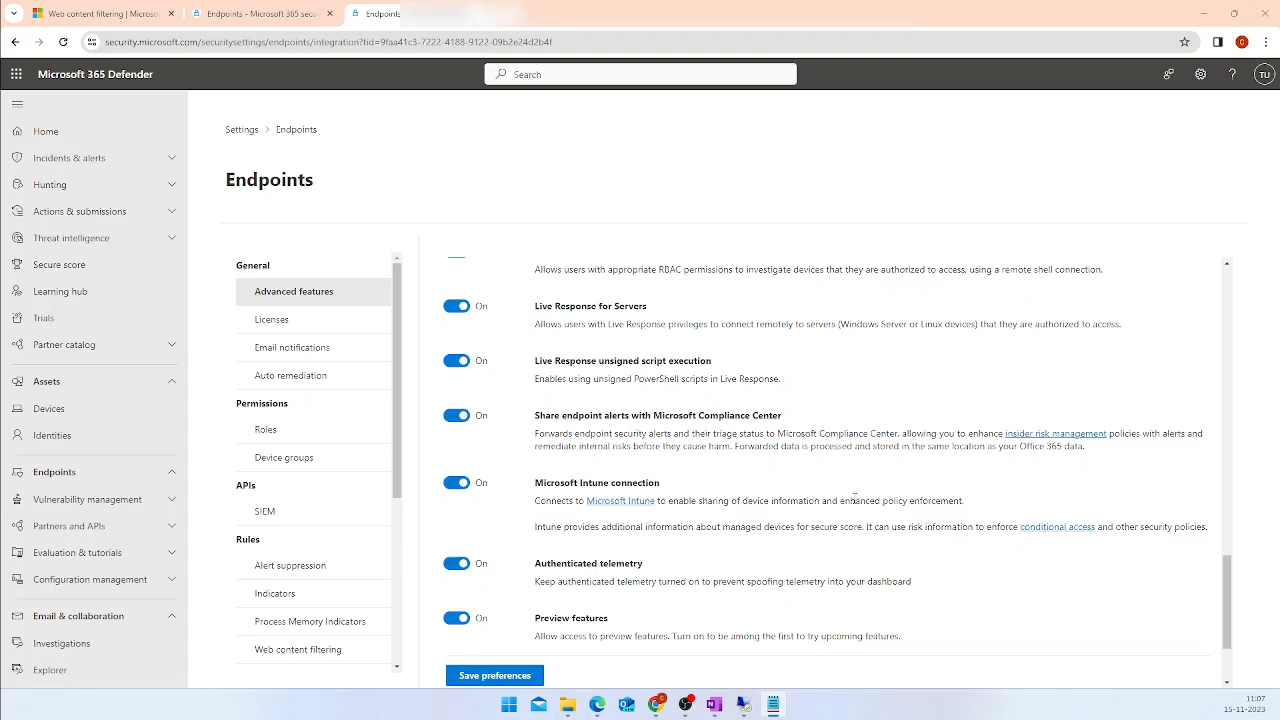 Web content filtering | Microso
Endpoints - Microsoft 365 secu
Endpoints
security.microsoft.com/securitysettings/endpoints/integration?tid=9faa41c3-7222-4188-9122-09b2e24d2b4f
C
Microsoft 365 Defender
Search
TU
Home
Incidents & alerts
Hunting
Actions & submissions
Threat intelligence
Secure score
Learning hub
Trials
Partner catalog
Assets
Devices
Identities
Endpoints
Vulnerability management
Partners and APIs
Evaluation & tutorials
Configuration management
Email & collaboration
Investigations
Explorer
Settings > Endpoints
Endpoints
General
Advanced features
Licenses
Email notifications
Auto remediation
Permissions
Roles
Device groups
APIs
SIEM
Rules
Alert suppression
Indicators
Process Memory Indicators
Web content filtering
Allows users with appropriate RBAC permissions to investigate devices that they are authorized to access, using a remote shell connection.
On Live Response for Servers
Allows users with Live Response privileges to connect remotely to servers (Windows Server or Linux devices) that they are authorized to access.
On Live Response unsigned script execution
Enables using unsigned PowerShell scripts in Live Response.
On Share endpoint alerts with Microsoft Compliance Center
Forwards endpoint security alerts and their triage status to Microsoft Compliance Center, allowing you to enhance insider risk management policies with alerts and
remediate internal risks before they cause harm. Forwarded data is processed and stored in the same location as your Office 365 data.
On Microsoft Intune connection
Connects to Microsoft Intune to enable sharing of device information and enhanced policy enforcement.
Intune provides additional information about managed devices for secure score. It can use risk information to enforce conditional access and other security policies.
On Authenticated telemetry
Keep authenticated telemetry turned on to prevent spoofing telemetry into your dashboard
On Preview features
Allow access to preview features. Turn on to be among the first to try upcoming features.
Save preferences
11:07
15-11-2023